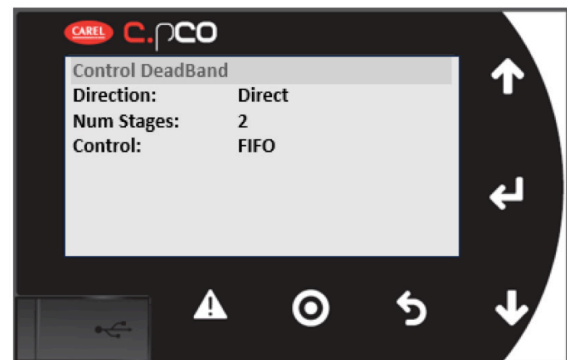 CAREL c.pCO
Control DeadBand
Direction: Direct
Num Stages: 2
Control: FIFO